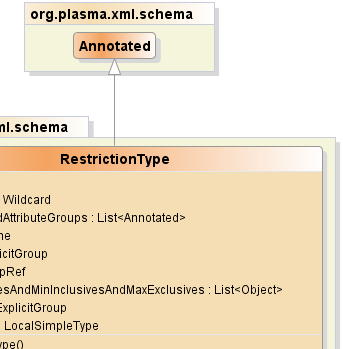 org.plasma.xml.schema
Annotated
ml.schema
RestrictionType
Wildcard
dAttributeGroups : List<Annotated>
ne
icitGroup
pRef
esAndMinInclusivesAndMaxExclusives : List<Object>
ExplicitGroup
LocalSimpleType
ype()